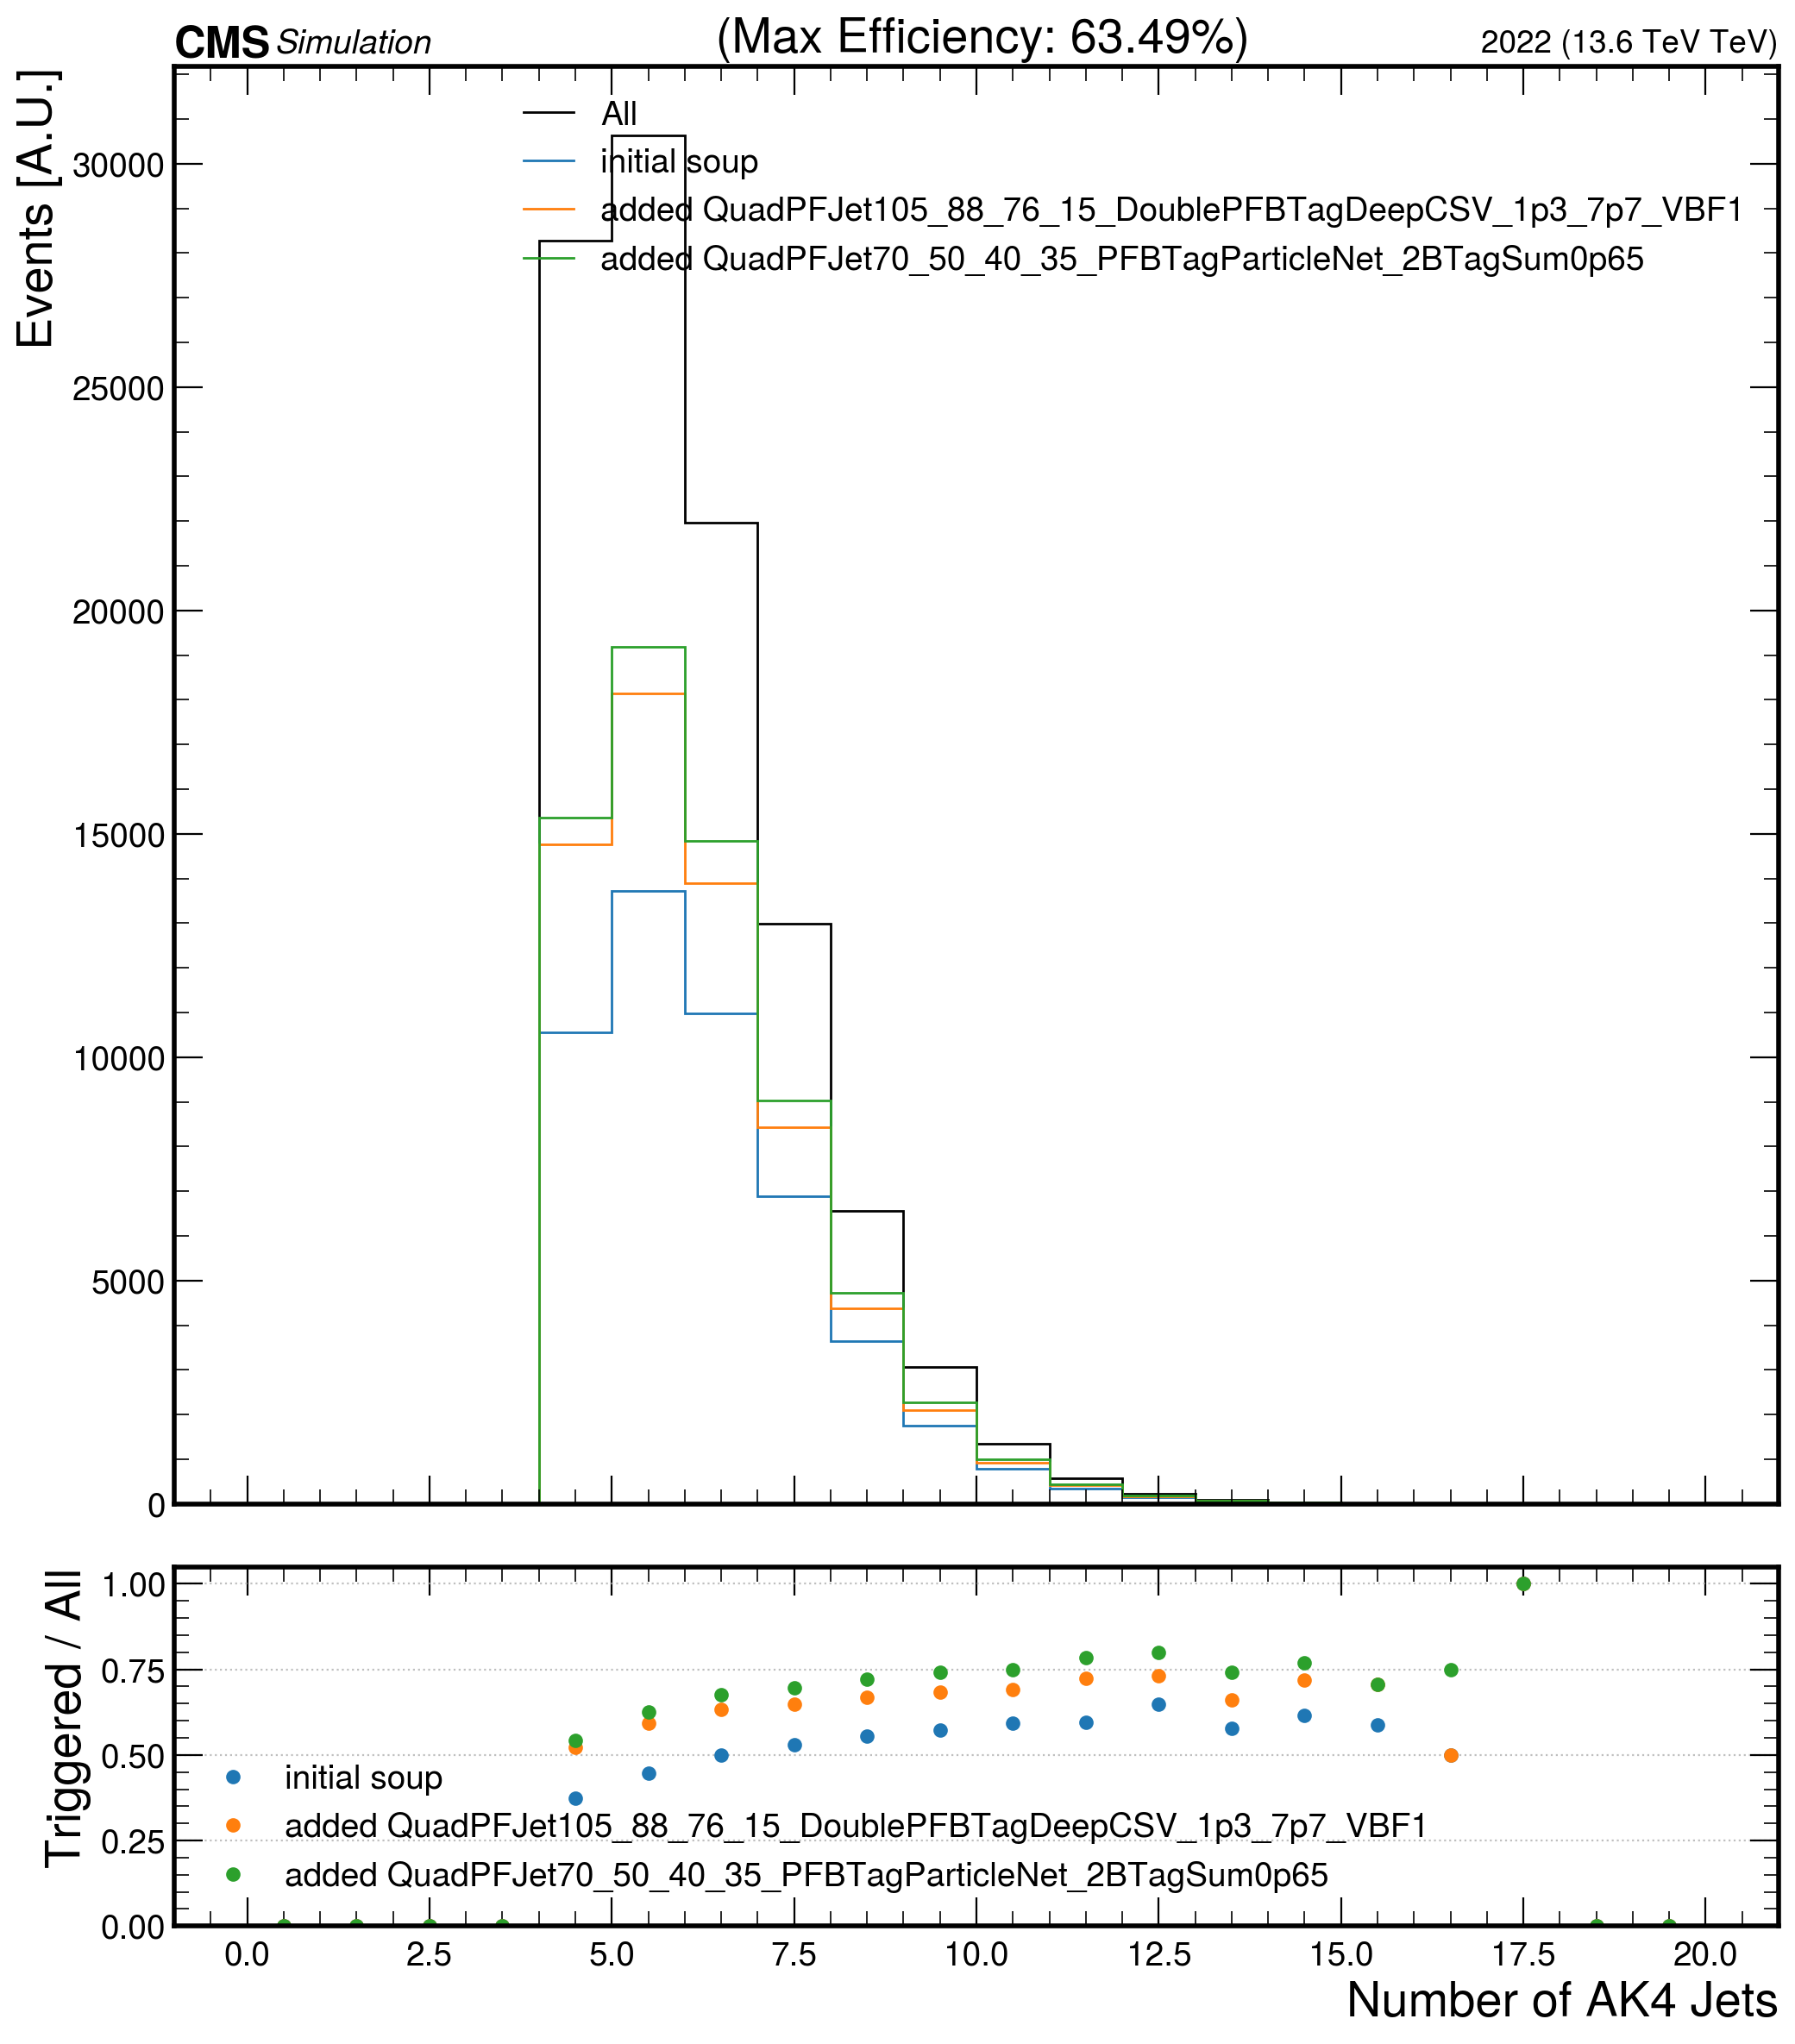 CMS Simulation (Max Efficiency: 63.49%) 2022 (13.6 TeV TeV)
Events [A.U.]
All
initial soup
added QuadPFJet105_88_76_15_DoublePFBTagDeepCSV_1p3_7p7_VBF1
added QuadPFJet70_50_40_35_PFBTagParticleNet_2BTagSum0p65
30000
25000
20000
15000
10000
5000
0
Triggered / All
1.00
0.75
0.50
0.25
0.00
initial soup
added QuadPFJet105_88_76_15_DoublePFBTagDeepCSV_1p3_7p7_VBF1
added QuadPFJet70_50_40_35_PFBTagParticleNet_2BTagSum0p65
0.0 2.5 5.0 7.5 10.0 12.5 15.0 17.5 20.0
Number of AK4 Jets